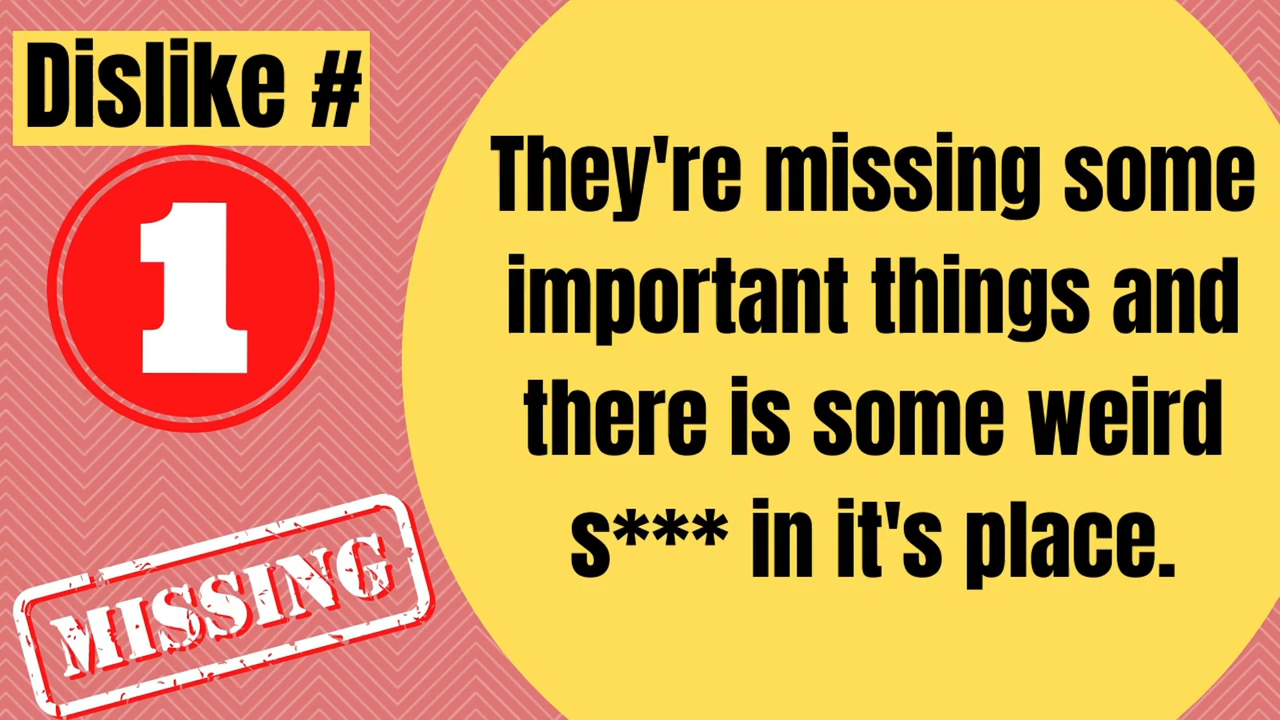 Dislike #
1
They're missing some
important things and
there is some weird
s*** in it's place.
MISSING